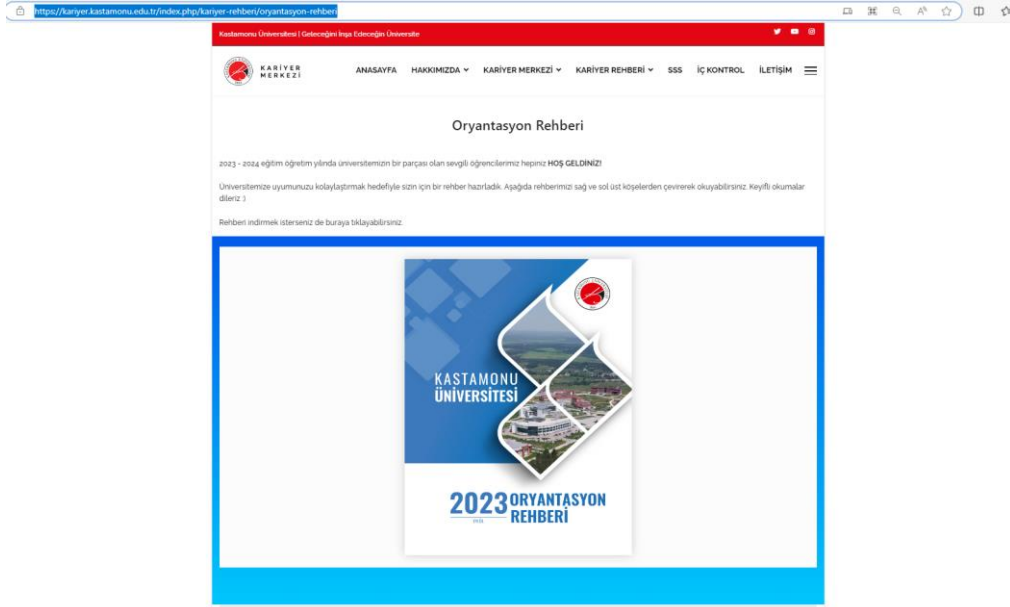 https://kariyer.kastamonu.edu.tr/index.php/kariyer-rehberi/oryantasyon-rehberi
Kastamonu Üniversitesi | Geleceğini İnşa Edeceğin Üniversite
KARİYER
MERKEZİ
ANASAYFA HAKKIMIZDA KARİYER MERKEZİ KARİYER REHBERİ SSS İÇ KONTROL İLETİŞİM
Oryantasyon Rehberi
2023 - 2024 eğitim öğretim yılında üniversitemizin bir parçası olan sevgili öğrencilerimiz hepiniz HOŞ GELDİNİZ!
Üniversitemize uyumunuzu kolaylaştırmak hedefiyle sizin için bir rehber hazırladık. Aşağıda rehberimizi sağ ve sol üst köşelerden çevirerek okuyabilirsiniz. Keyifli okumalar
dileriz :)
Rehberi indirmek isterseniz de buraya tıklayabilirsiniz.
KASTAMONU
ÜNİVERSİTESİ
2023 ORYANTASYON
REHBERİ